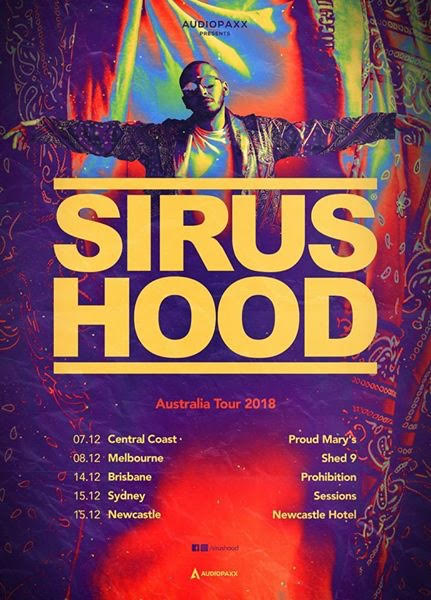 AUDIOPAXX
PRESENTS
SIRUS
HOOD
Australia Tour 2018
07.12 Central Coast Proud Mary's
08.12 Melbourne Shed 9
14.12 Brisbane Prohibition
15.12 Sydney Sessions
15.12 Newcastle Newcastle Hotel
/sirushood
AUDIOPAXX